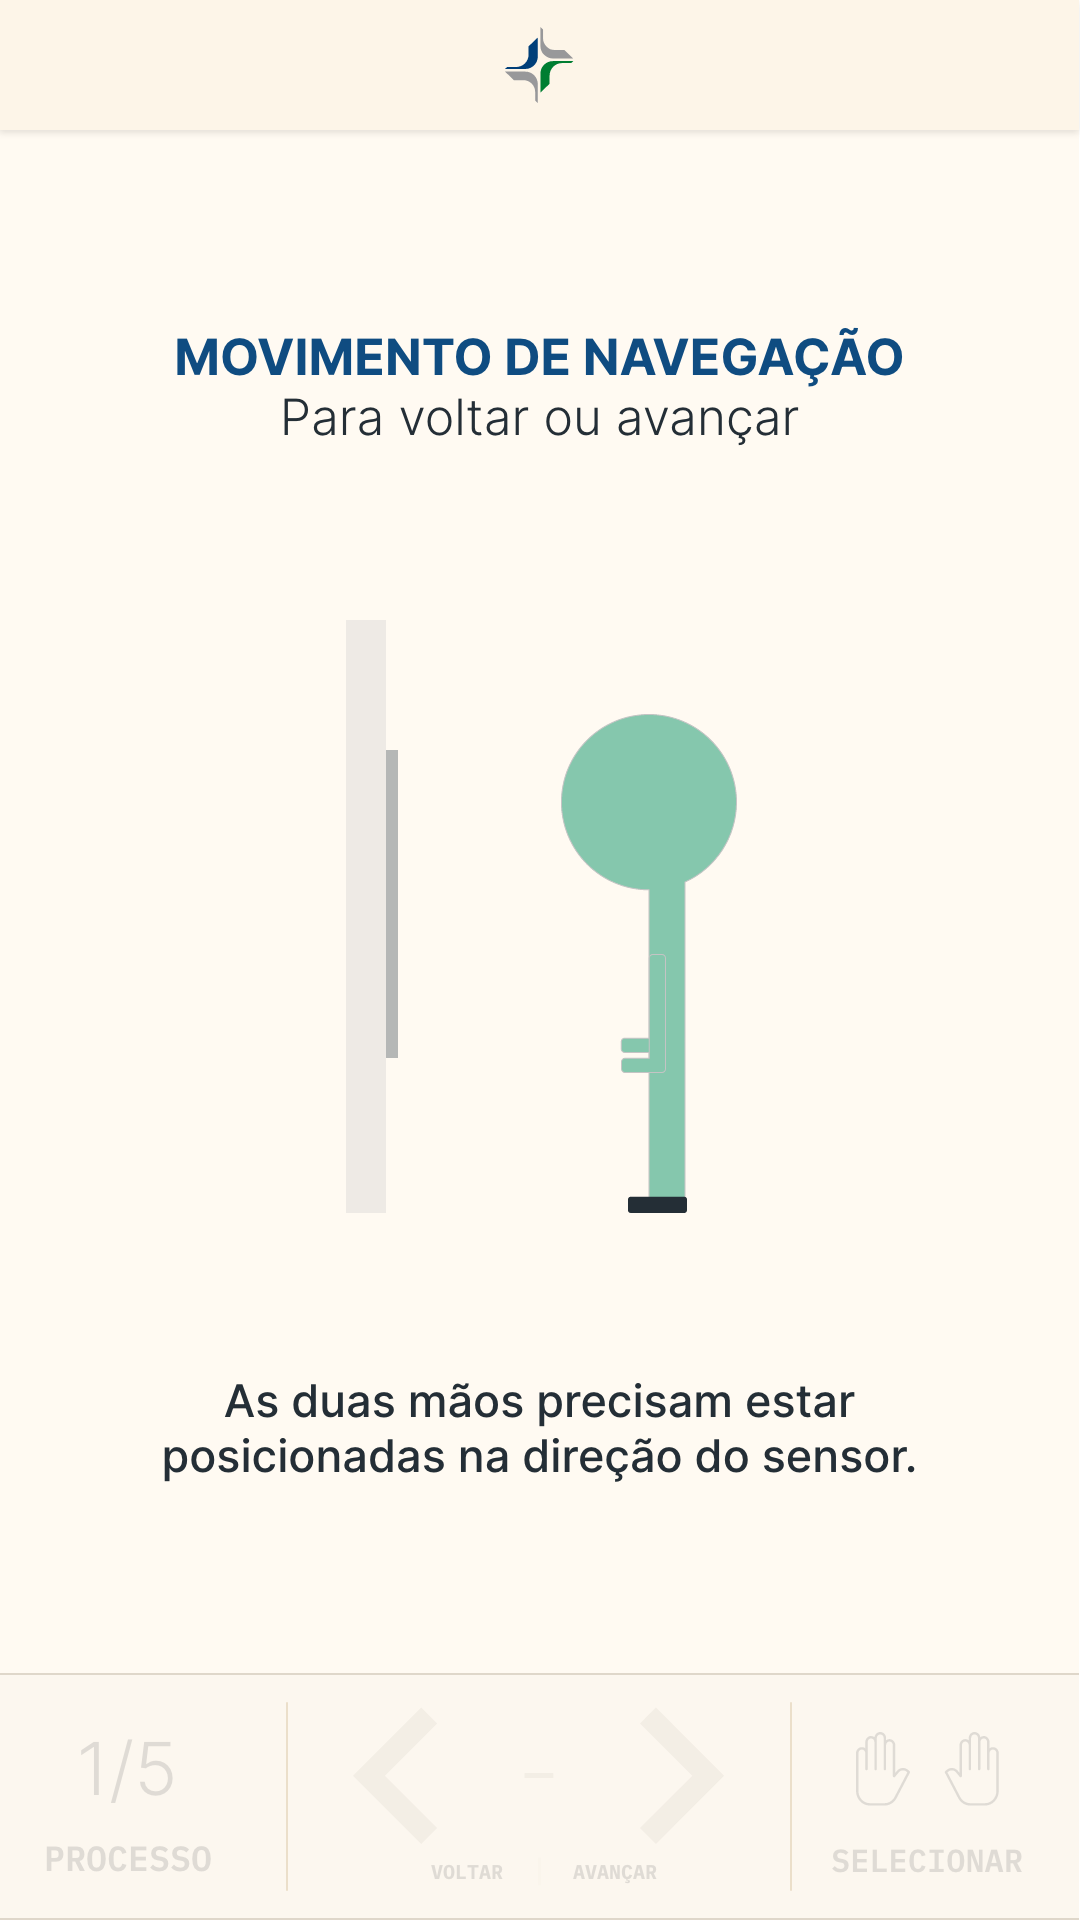 MOVIMENTO DE NAVEGAÇÃO
Para voltar ou avançar
As duas mãos precisam estar
posicionadas na direção do sensor.
1/5
PROCESSO
VOLTAR
AVANÇAR
SELECIONAR